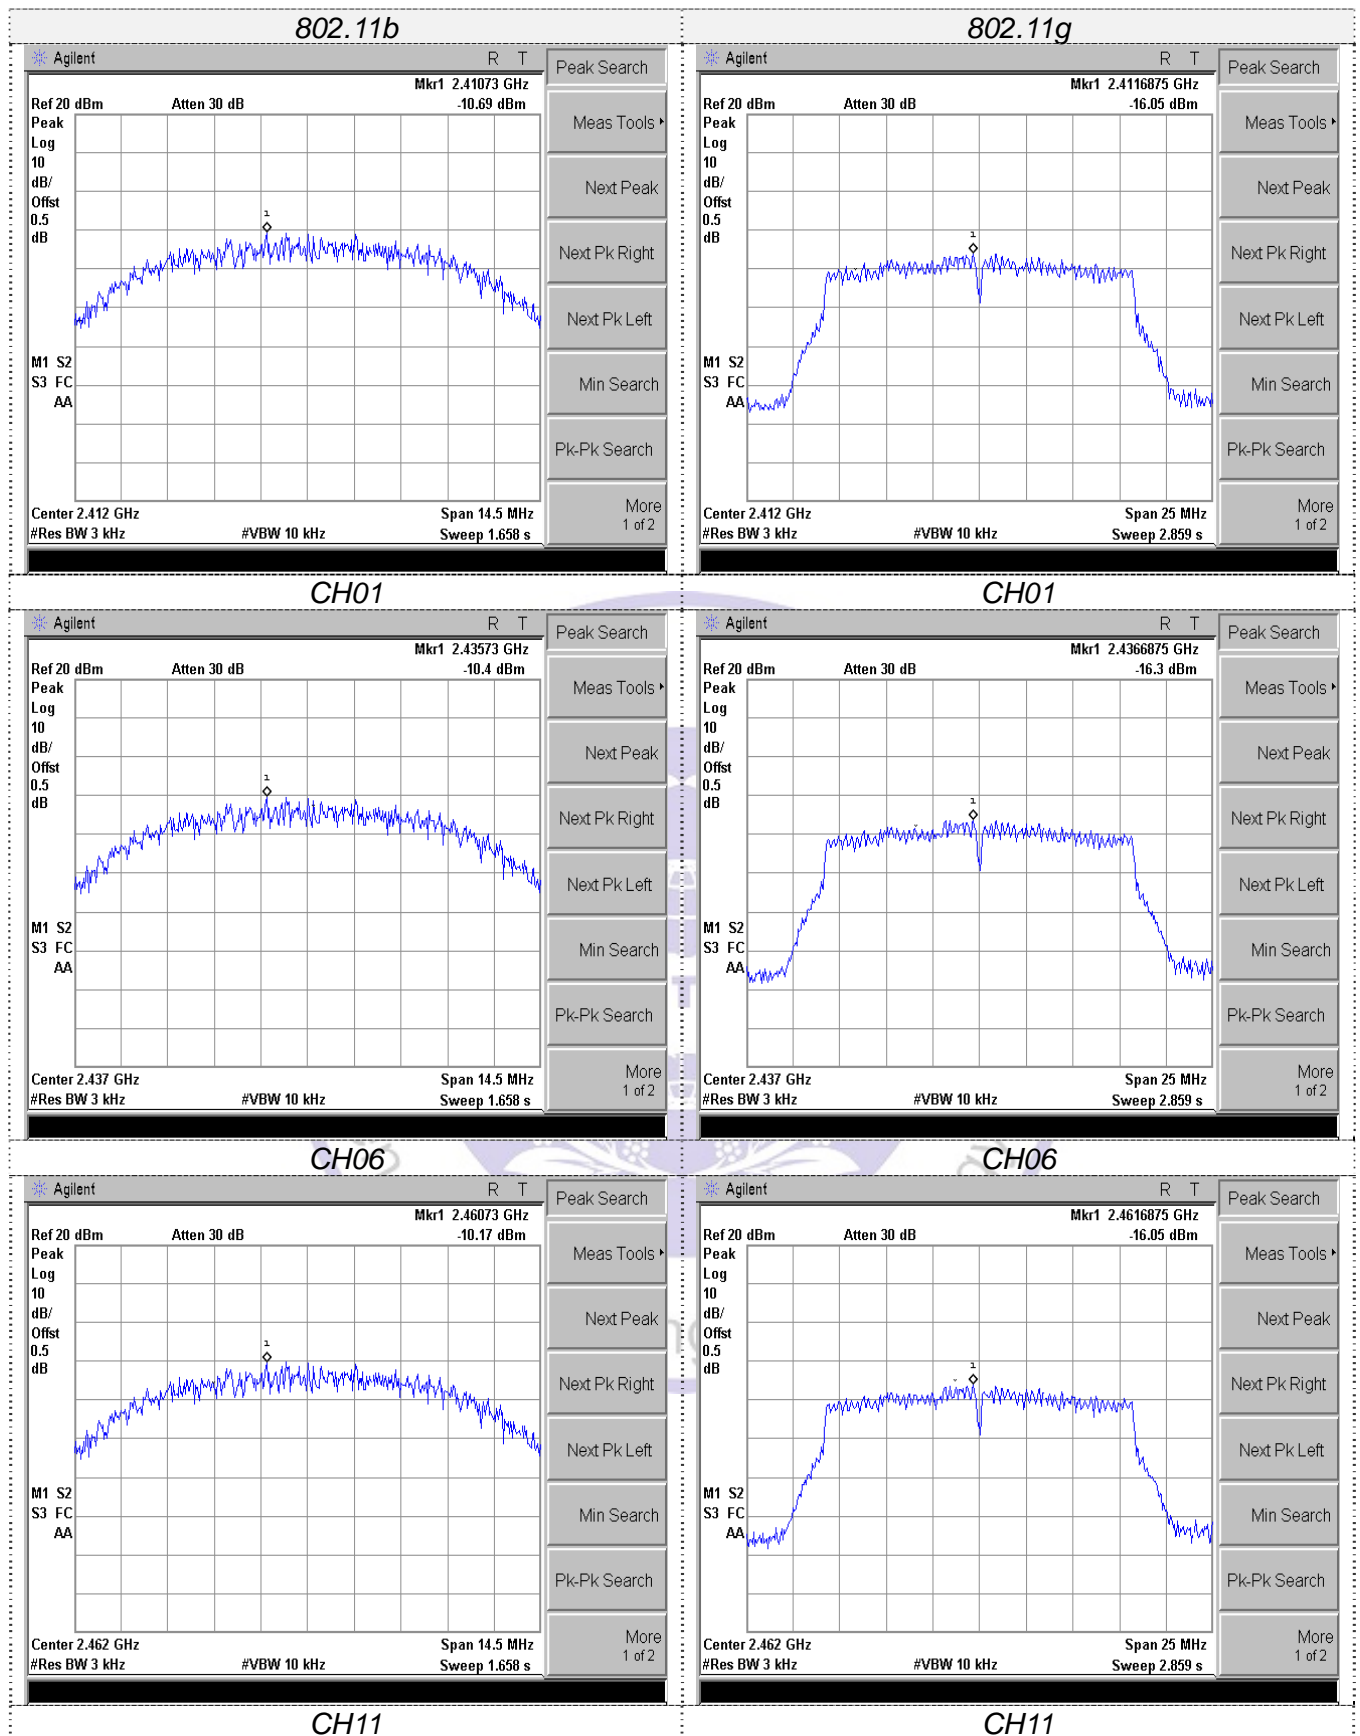 802.11b 802.11g
Agilent R T Peak Search
Mkr1 2.41073 GHz
Ref 20 dBm Atten 30 dB -10.69 dBm
Peak
Log
10
dB/
Offst
0.5
dB
1
M1 S2
S3 FC
AA
Center 2.412 GHz Span 14.5 MHz
#Res BW 3 kHz #VBW 10 kHz Sweep 1.658 s
Meas Tools
Next Peak
Next Pk Right
Next Pk Left
Min Search
Pk-Pk Search
More
1 of 2
Agilent R T Peak Search
Mkr1 2.4116875 GHz
Ref 20 dBm Atten 30 dB -16.05 dBm
Peak
Log
10
dB/
Offst
0.5
dB
1
M1 S2
S3 FC
AA
Center 2.412 GHz Span 25 MHz
#Res BW 3 kHz #VBW 10 kHz Sweep 2.859 s
Meas Tools
Next Peak
Next Pk Right
Next Pk Left
Min Search
Pk-Pk Search
More
1 of 2
CH01 CH01
Agilent R T Peak Search
Mkr1 2.43573 GHz
Ref 20 dBm Atten 30 dB -10.4 dBm
Peak
Log
10
dB/
Offst
0.5
dB
1
M1 S2
S3 FC
AA
Center 2.437 GHz Span 14.5 MHz
#Res BW 3 kHz #VBW 10 kHz Sweep 1.658 s
Meas Tools
Next Peak
Next Pk Right
Next Pk Left
Min Search
Pk-Pk Search
More
1 of 2
Agilent R T Peak Search
Mkr1 2.4366875 GHz
Ref 20 dBm Atten 30 dB -16.3 dBm
Peak
Log
10
dB/
Offst
0.5
dB
1
M1 S2
S3 FC
AA
Center 2.437 GHz Span 25 MHz
#Res BW 3 kHz #VBW 10 kHz Sweep 2.859 s
Meas Tools
Next Peak
Next Pk Right
Next Pk Left
Min Search
Pk-Pk Search
More
1 of 2
CH06 CH06
Agilent R T Peak Search
Mkr1 2.46073 GHz
Ref 20 dBm Atten 30 dB -10.17 dBm
Peak
Log
10
dB/
Offst
0.5
dB
1
M1 S2
S3 FC
AA
Center 2.462 GHz Span 14.5 MHz
#Res BW 3 kHz #VBW 10 kHz Sweep 1.658 s
Meas Tools
Next Peak
Next Pk Right
Next Pk Left
Min Search
Pk-Pk Search
More
1 of 2
Agilent R T Peak Search
Mkr1 2.4616875 GHz
Ref 20 dBm Atten 30 dB -16.05 dBm
Peak
Log
10
dB/
Offst
0.5
dB
1
M1 S2
S3 FC
AA
Center 2.462 GHz Span 25 MHz
#Res BW 3 kHz #VBW 10 kHz Sweep 2.859 s
Meas Tools
Next Peak
Next Pk Right
Next Pk Left
Min Search
Pk-Pk Search
More
1 of 2
CH11 CH11